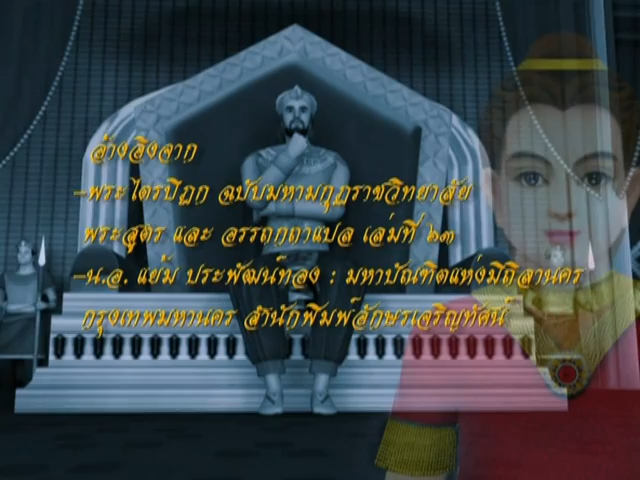 อ้างอิงจาก
-พระไตรปิฎก ฉบับมหามกุฏราชวิทยาลัย
พระสูตร และ อรรถกถาแปล เล่มที่ ๖๓
-น.อ. แย้ม ประพัฒน์ทอง : มหาบัณฑิตแห่งมิถิลานคร
กรุงเทพมหานคร สำนักพิมพ์อักษรเจริญทัศน์